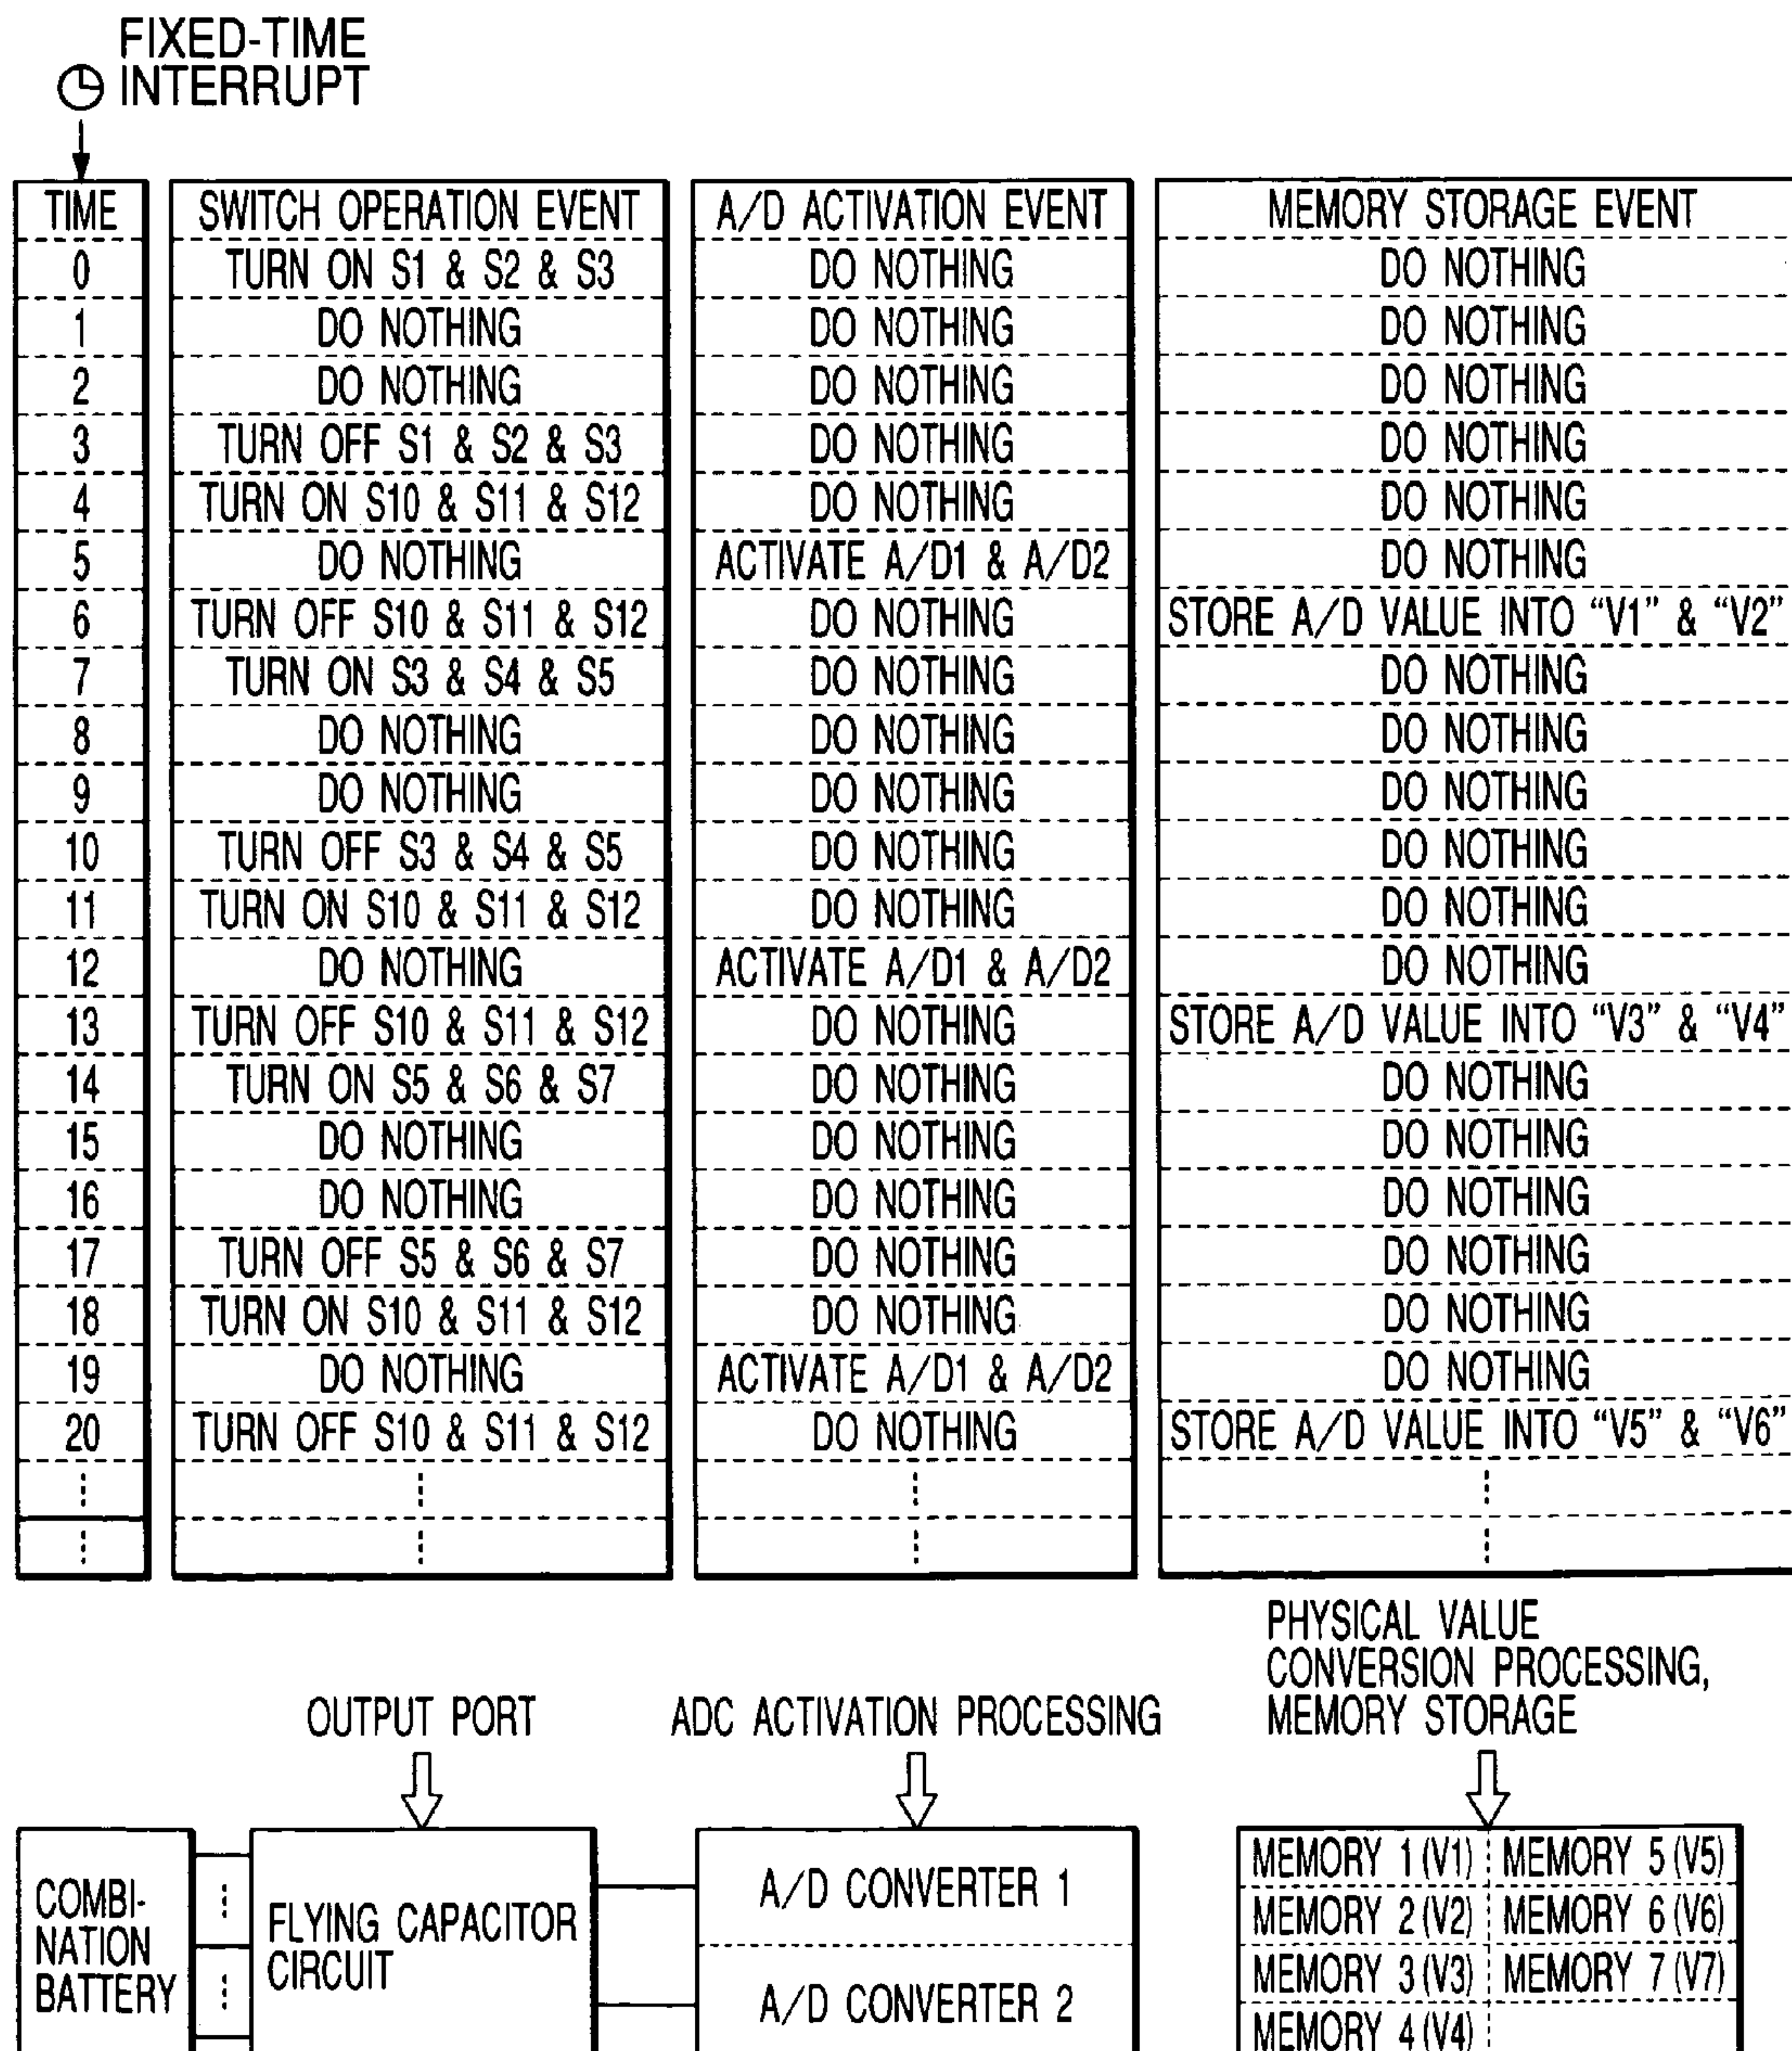 FIXED-TIME
INTERRUPT
TIME SWITCH OPERATION EVENT A/D ACTIVATION EVENT MEMORY STORAGE EVENT
0 TURN ON S1 & S2 & S3 DO NOTHING DO NOTHING
1 DO NOTHING DO NOTHING DO NOTHING
2 DO NOTHING DO NOTHING DO NOTHING
3 TURN OFF S1 & S2 & S3 DO NOTHING DO NOTHING
4 TURN ON S10 & S11 & S12 DO NOTHING DO NOTHING
5 DO NOTHING ACTIVATE A/D1 & A/D2 DO NOTHING
6 TURN OFF S10 & S11 & S12 DO NOTHING STORE A/D VALUE INTO “V1” & “V2”
7 TURN ON S3 & S4 & S5 DO NOTHING DO NOTHING
8 DO NOTHING DO NOTHING DO NOTHING
9 DO NOTHING DO NOTHING DO NOTHING
10 TURN OFF S3 & S4 & S5 DO NOTHING DO NOTHING
11 TURN ON S10 & S11 & S12 DO NOTHING DO NOTHING
12 DO NOTHING ACTIVATE A/D1 & A/D2 DO NOTHING
13 TURN OFF S10 & S11 & S12 DO NOTHING STORE A/D VALUE INTO “V3” & “V4”
14 TURN ON S5 & S6 & S7 DO NOTHING DO NOTHING
15 DO NOTHING DO NOTHING DO NOTHING
16 DO NOTHING DO NOTHING DO NOTHING
17 TURN OFF S5 & S6 & S7 DO NOTHING DO NOTHING
18 TURN ON S10 & S11 & S12 DO NOTHING DO NOTHING
19 DO NOTHING ACTIVATE A/D1 & A/D2 DO NOTHING
20 TURN OFF S10 & S11 & S12 DO NOTHING STORE A/D VALUE INTO “V5” & “V6”
OUTPUT PORT
ADC ACTIVATION PROCESSING
PHYSICAL VALUE
CONVERSION PROCESSING,
MEMORY STORAGE
COMBI-
NATION
BATTERY
FLYING CAPACITOR
CIRCUIT
A/D CONVERTER 1
A/D CONVERTER 2
MEMORY 1 (V1) MEMORY 5 (V5)
MEMORY 2 (V2) MEMORY 6 (V6)
MEMORY 3 (V3) MEMORY 7 (V7)
MEMORY 4 (V4)